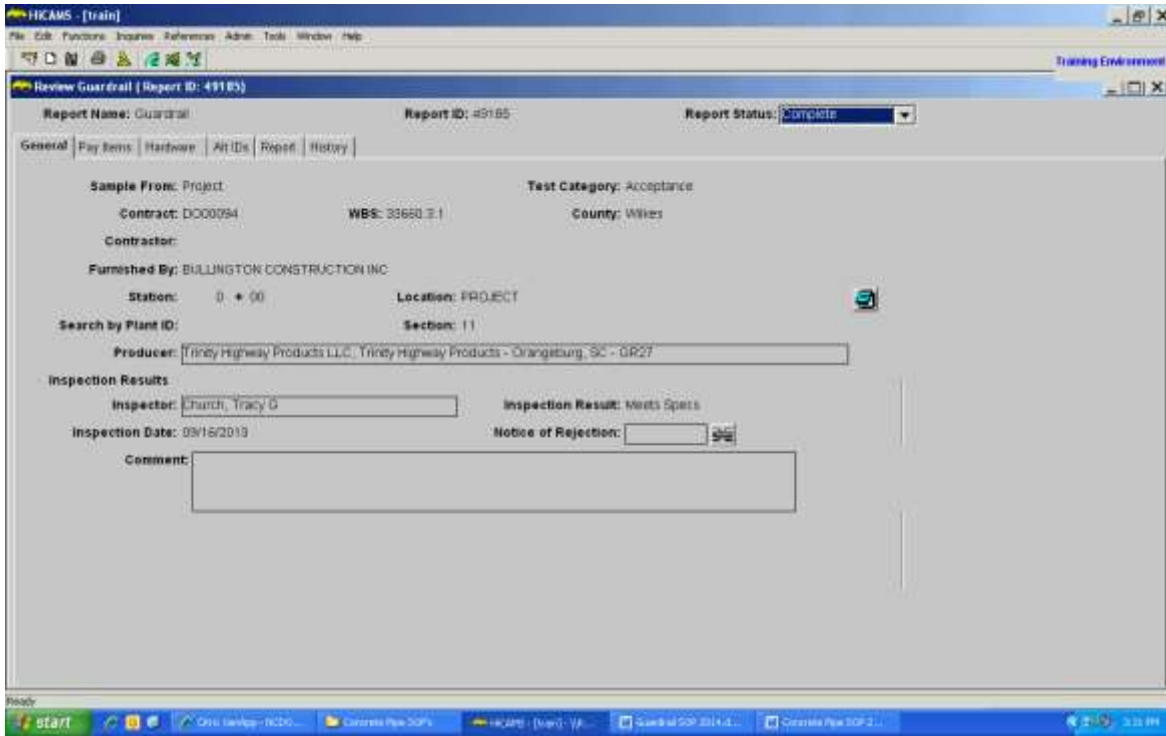 HiCAMS - [train]
File Edit Functions Inquiries References Admin Tools Window Help
Training Environment
Review Guardrail ( Report ID: 49185)
Report Name: Guardrail Report ID: 49185 Report Status: Complete
General Pay Items Hardware Alt IDs Report History
Sample From: Project Test Category: Acceptance
Contract: DO00094 WBS: 33660.3.1 County: Wilkes
Contractor:
Furnished By: BULLINGTON CONSTRUCTION INC
Station: 0 + 00 Location: PROJECT
Search by Plant ID: Section: 11
Producer: Trinity Highway Products LLC, Trinity Highway Products - Orangeburg, SC - GR27
Inspection Results
Inspector: Church, Tracy G Inspection Result: Meets Specs
Inspection Date: 09/16/2013 Notice of Rejection:
Comment:
Ready
start Concrete Pipe SOP's HiCAMS - [train] Guardrail SOP 2014.d... Concrete Pipe SOP 2... PM